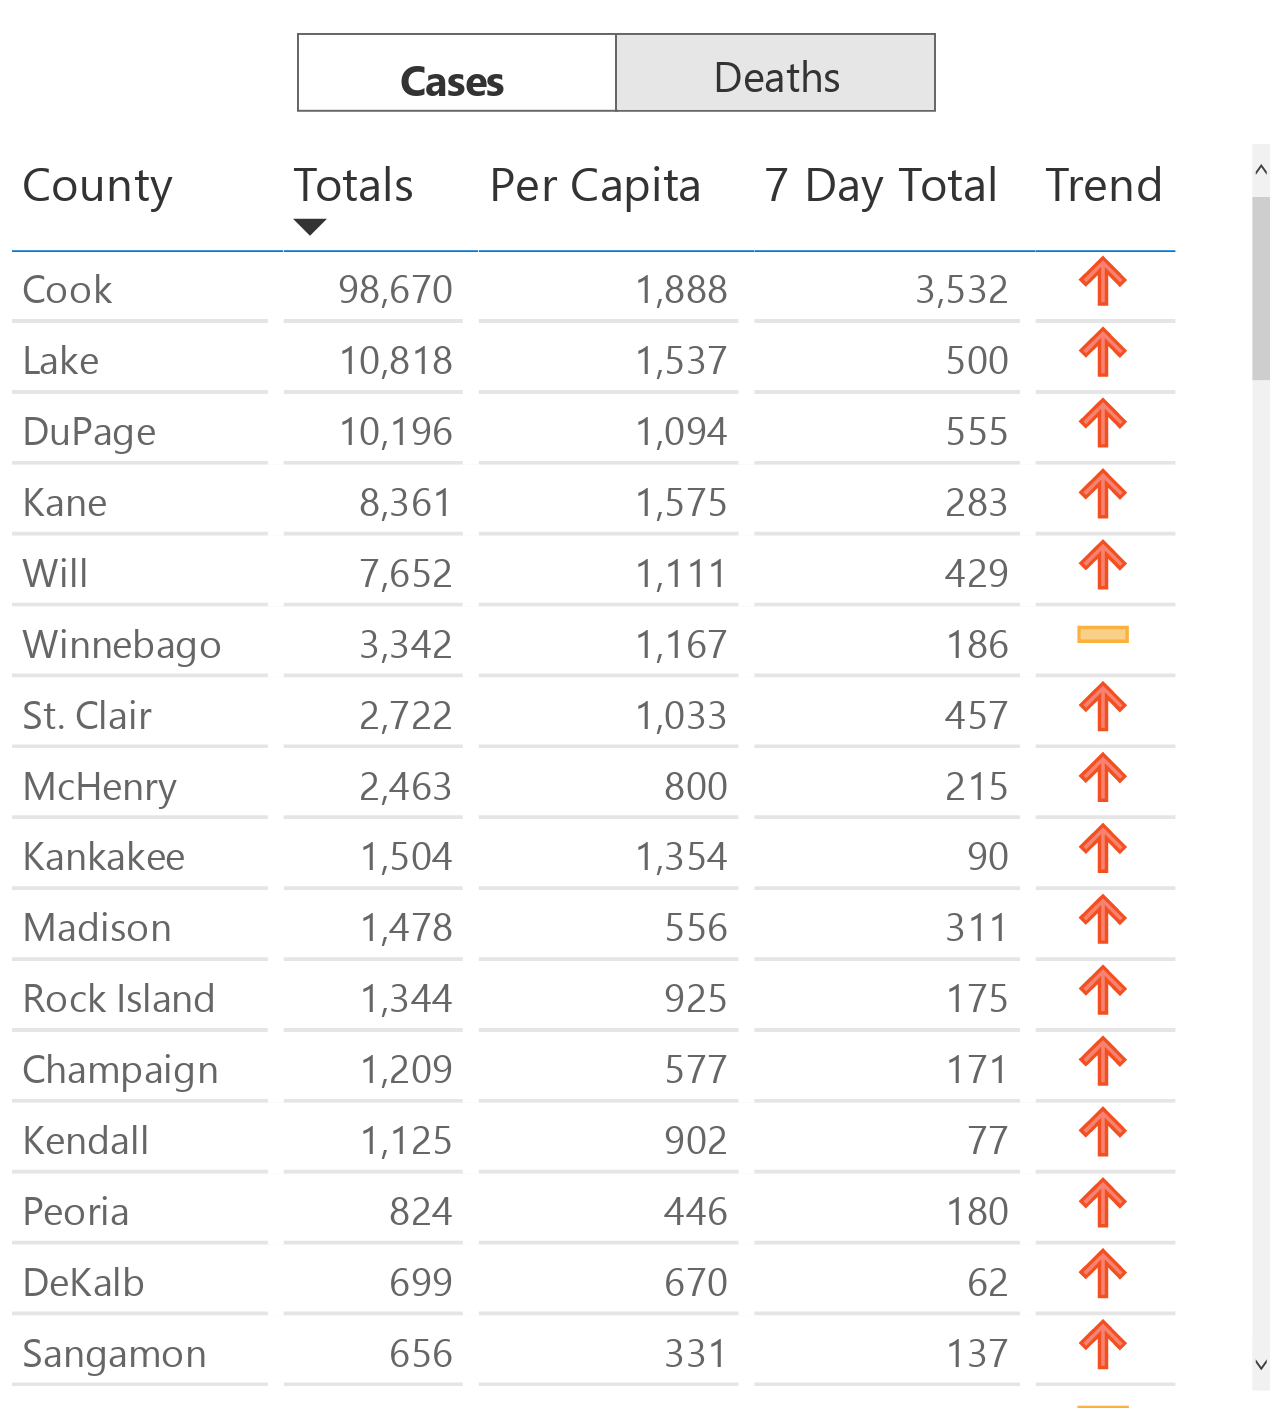 Cases Deaths
County Totals Per Capita 7 Day Total Trend
Cook 98,670 1,888 3,532
Lake 10,818 1,537 500
DuPage 10,196 1,094 555
Kane 8,361 1,575 283
Will 7,652 1,111 429
Winnebago 3,342 1,167 186
St. Clair 2,722 1,033 457
McHenry 2,463 800 215
Kankakee 1,504 1,354 90
Madison 1,478 556 311
Rock Island 1,344 925 175
Champaign 1,209 577 171
Kendall 1,125 902 77
Peoria 824 446 180
DeKalb 699 670 62
Sangamon 656 331 137